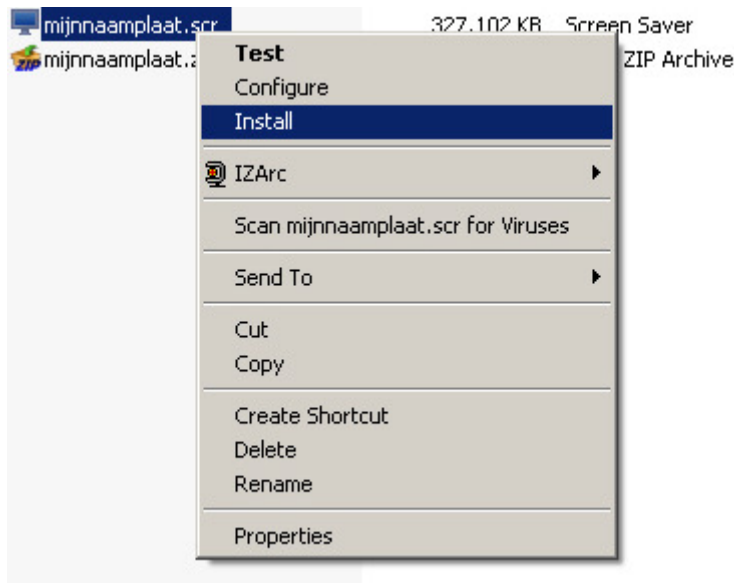 mijnnaamplaat.scr 327.102 KB Screen Saver
mijnnaamplaat.z ZIP Archive
Test
Configure
Install
IZArc
Scan mijnnaamplaat.scr for Viruses
Send To
Cut
Copy
Create Shortcut
Delete
Rename
Properties